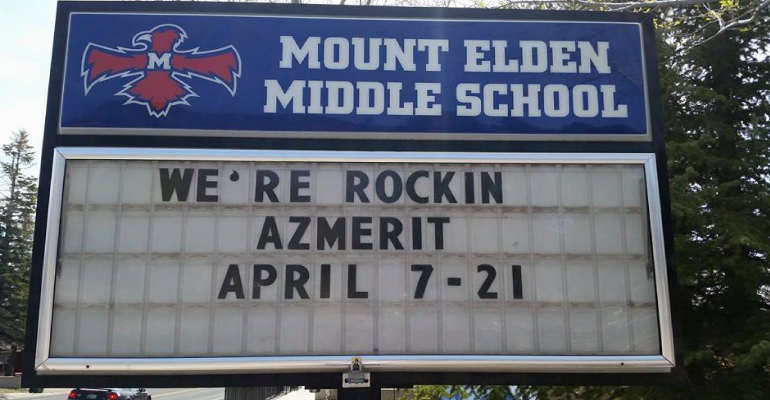 M
MOUNT ELDEN
MIDDLE SCHOOL
WE'RE ROCKIN
AZMERIT
APRIL 7-21